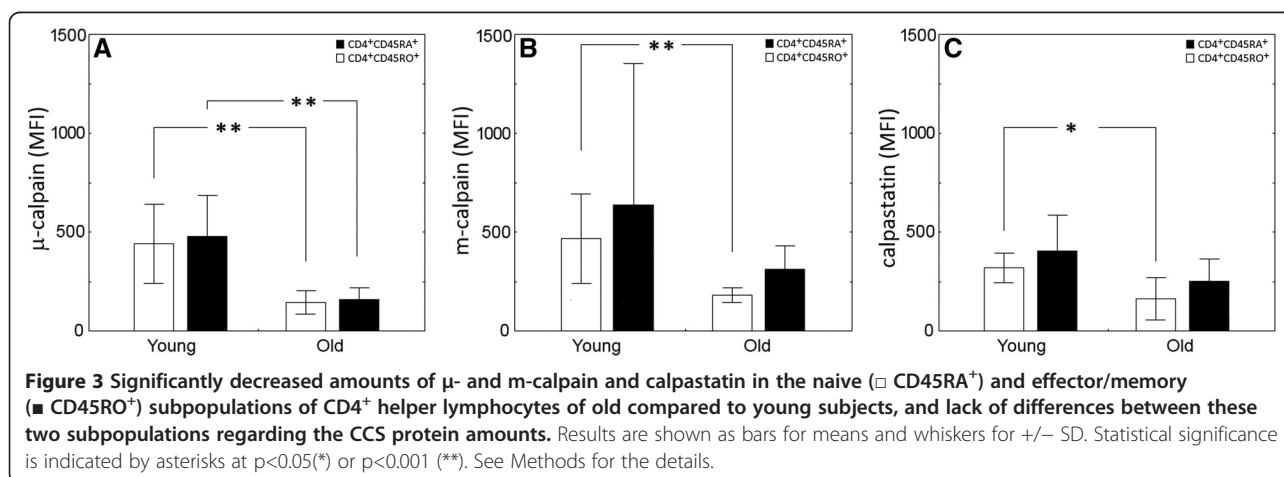 1500
A
■ CD4⁺CD45RA⁺
□ CD4⁺CD45RO⁺
**
**
1000
500
0
μ-calpain (MFI)
Young
Old
1500
B
■ CD4⁺CD45RA⁺
□ CD4⁺CD45RO⁺
**
1000
500
0
m-calpain (MFI)
Young
Old
1500
C
■ CD4⁺CD45RA⁺
□ CD4⁺CD45RO⁺
*
1000
500
0
calpastatin (MFI)
Young
Old
Figure 3 Significantly decreased amounts of μ- and m-calpain and calpastatin in the naive (□ CD45RA⁺) and effector/memory
(■ CD45RO⁺) subpopulations of CD4⁺ helper lymphocytes of old compared to young subjects, and lack of differences between these
two subpopulations regarding the CCS protein amounts. Results are shown as bars for means and whiskers for +/− SD. Statistical significance
is indicated by asterisks at p<0.05(*) or p<0.001 (**). See Methods for the details.